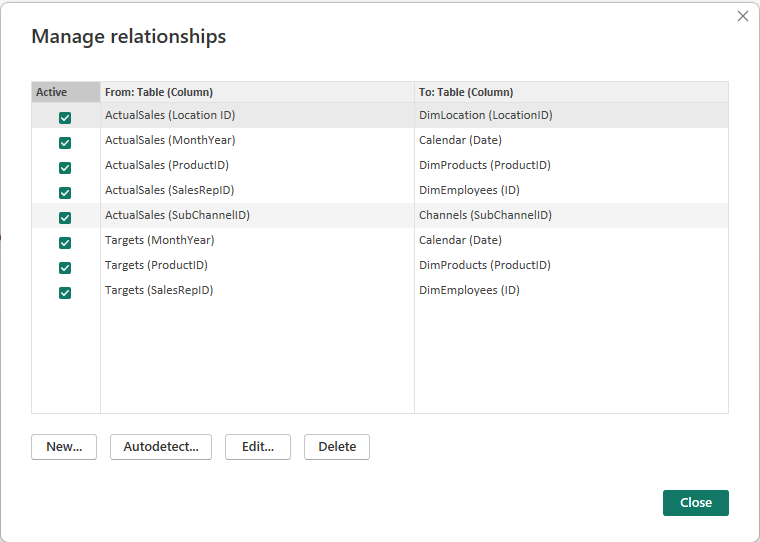 Manage relationships
Active From: Table (Column) To: Table (Column)
ActualSales (Location ID) DimLocation (LocationID)
ActualSales (MonthYear) Calendar (Date)
ActualSales (ProductID) DimProducts (ProductID)
ActualSales (SalesRepID) DimEmployees (ID)
ActualSales (SubChannelID) Channels (SubChannelID)
Targets (MonthYear) Calendar (Date)
Targets (ProductID) DimProducts (ProductID)
Targets (SalesRepID) DimEmployees (ID)
New... Autodetect... Edit... Delete
Close